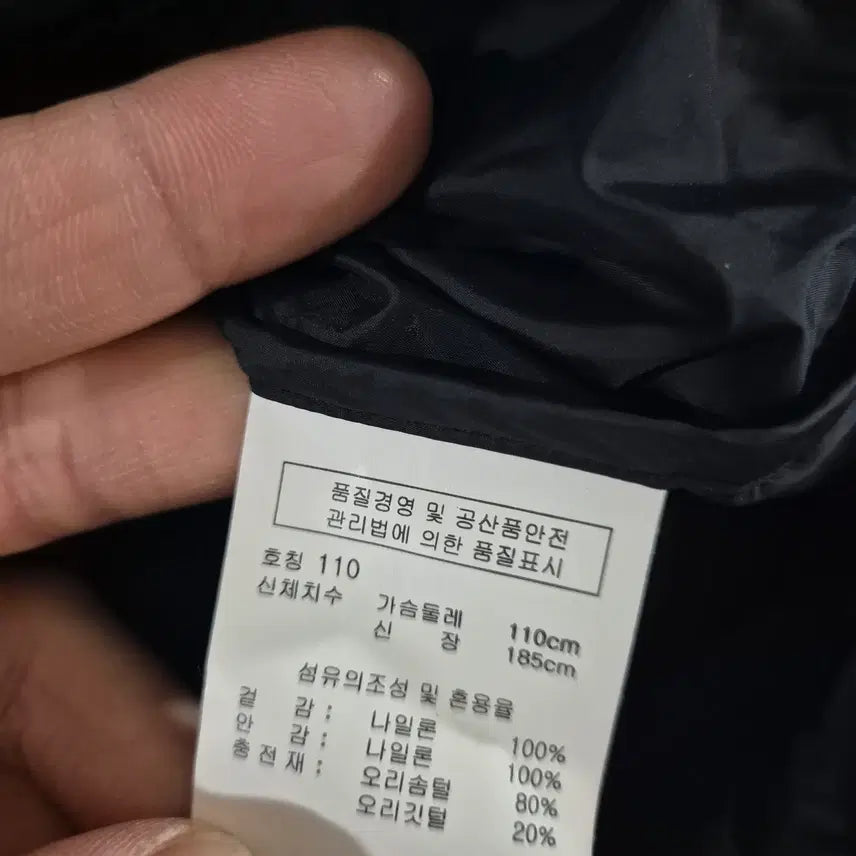 품질경영 및 공산품안전
관리법에 의한 품질표시
호칭 110
신체치수 가슴둘레 110cm
신 장 185cm
섬유의조성 및 혼용율
겉 감 : 나일론 100%
안 감 : 나일론 100%
충 전 재 : 오리솜털 80%
오리깃털 20%